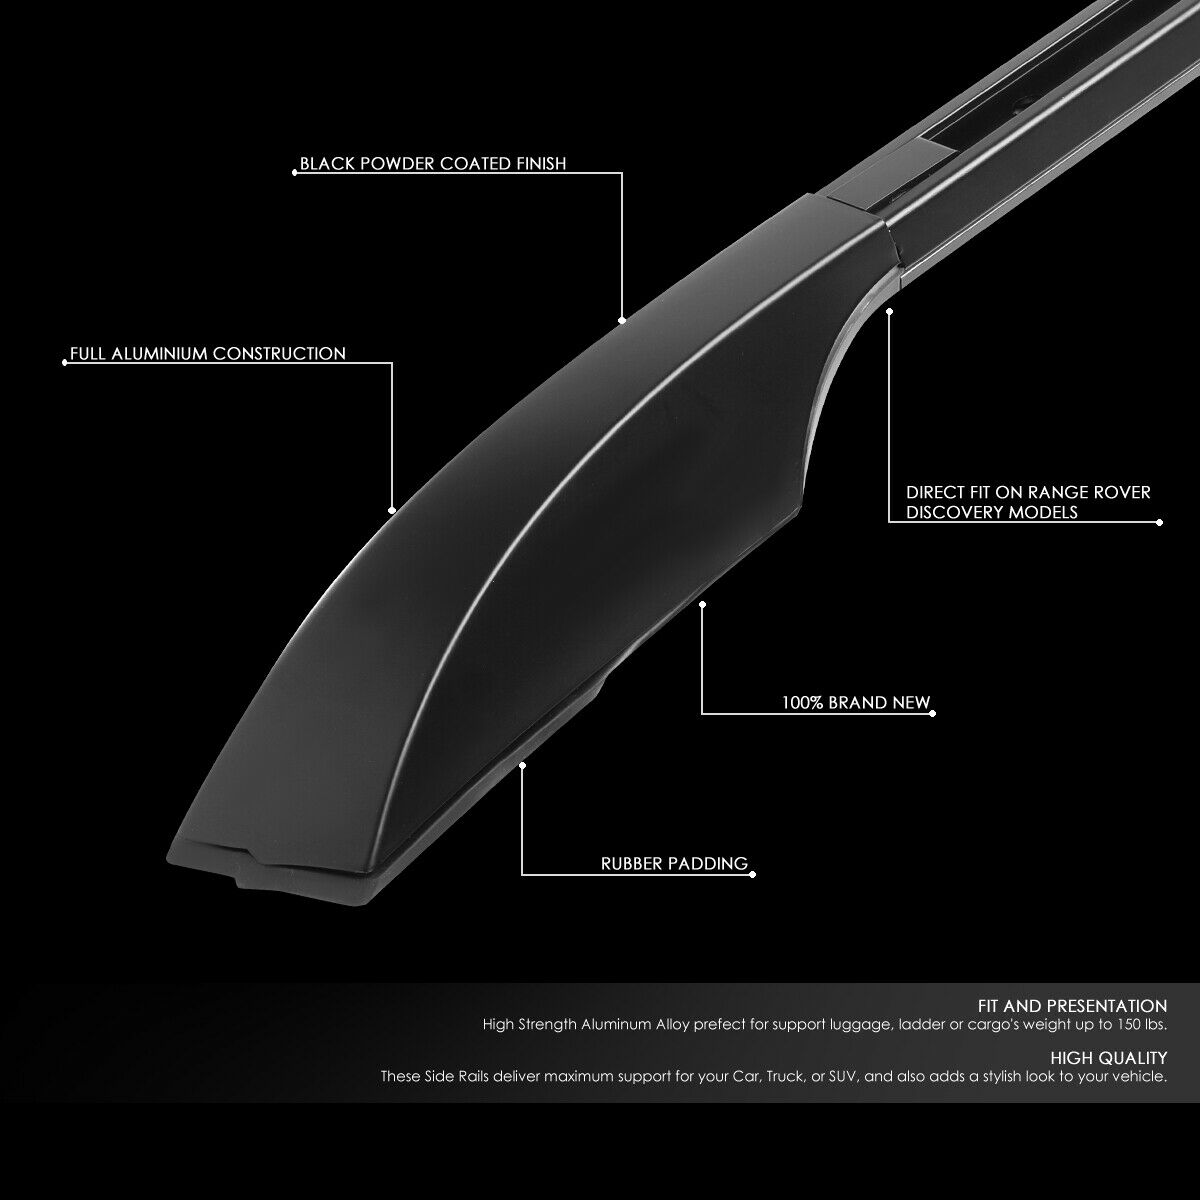 BLACK POWDER COATED FINISH
FULL ALUMINIUM CONSTRUCTION
DIRECT FIT ON RANGE ROVER
DISCOVERY MODELS
100% BRAND NEW
RUBBER PADDING
FIT AND PRESENTATION
High Strength Aluminum Alloy prefect for support luggage, ladder or cargo's weight up to 150 lbs.
HIGH QUALITY
These Side Rails deliver maximum support for your Car, Truck, or SUV, and also adds a stylish look to your vehicle.